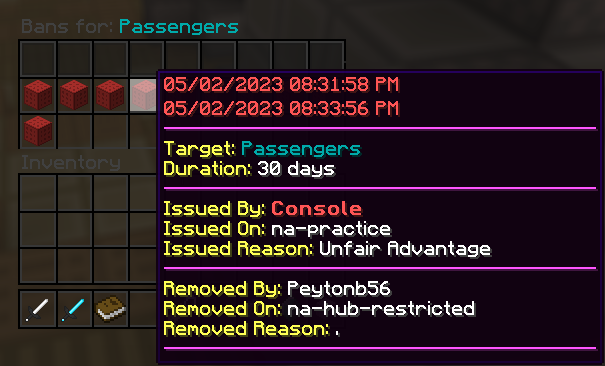 Bans for: Passengers
05/02/2023 08:31:58 PM
05/02/2023 08:33:56 PM
Target: Passengers
Duration: 30 days
Issued By: Console
Issued On: na-practice
Issued Reason: Unfair Advantage
Removed By: Peytonb56
Removed On: na-hub-restricted
Removed Reason: .
Inventory